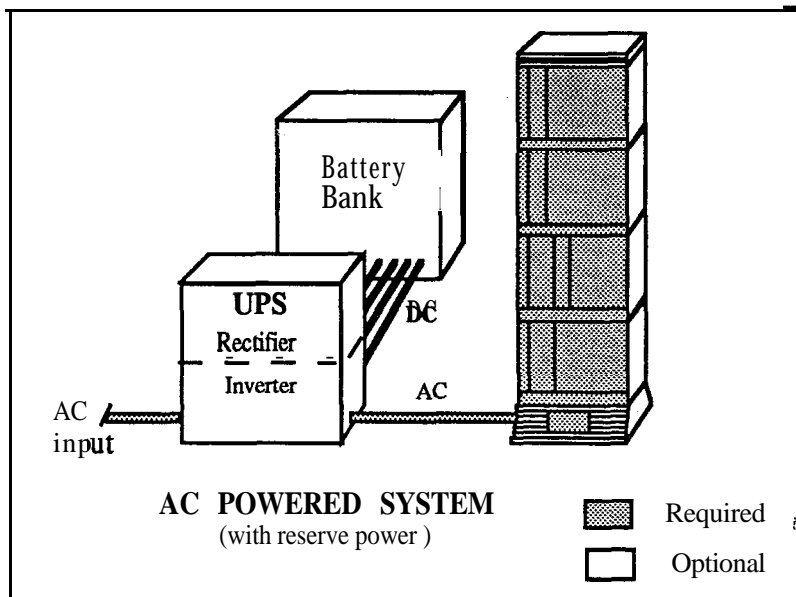 Battery
Bank
UPS
Rectifier
Inverter
DC
AC
AC
input
AC POWERED SYSTEM
(with reserve power )
Required
Optional